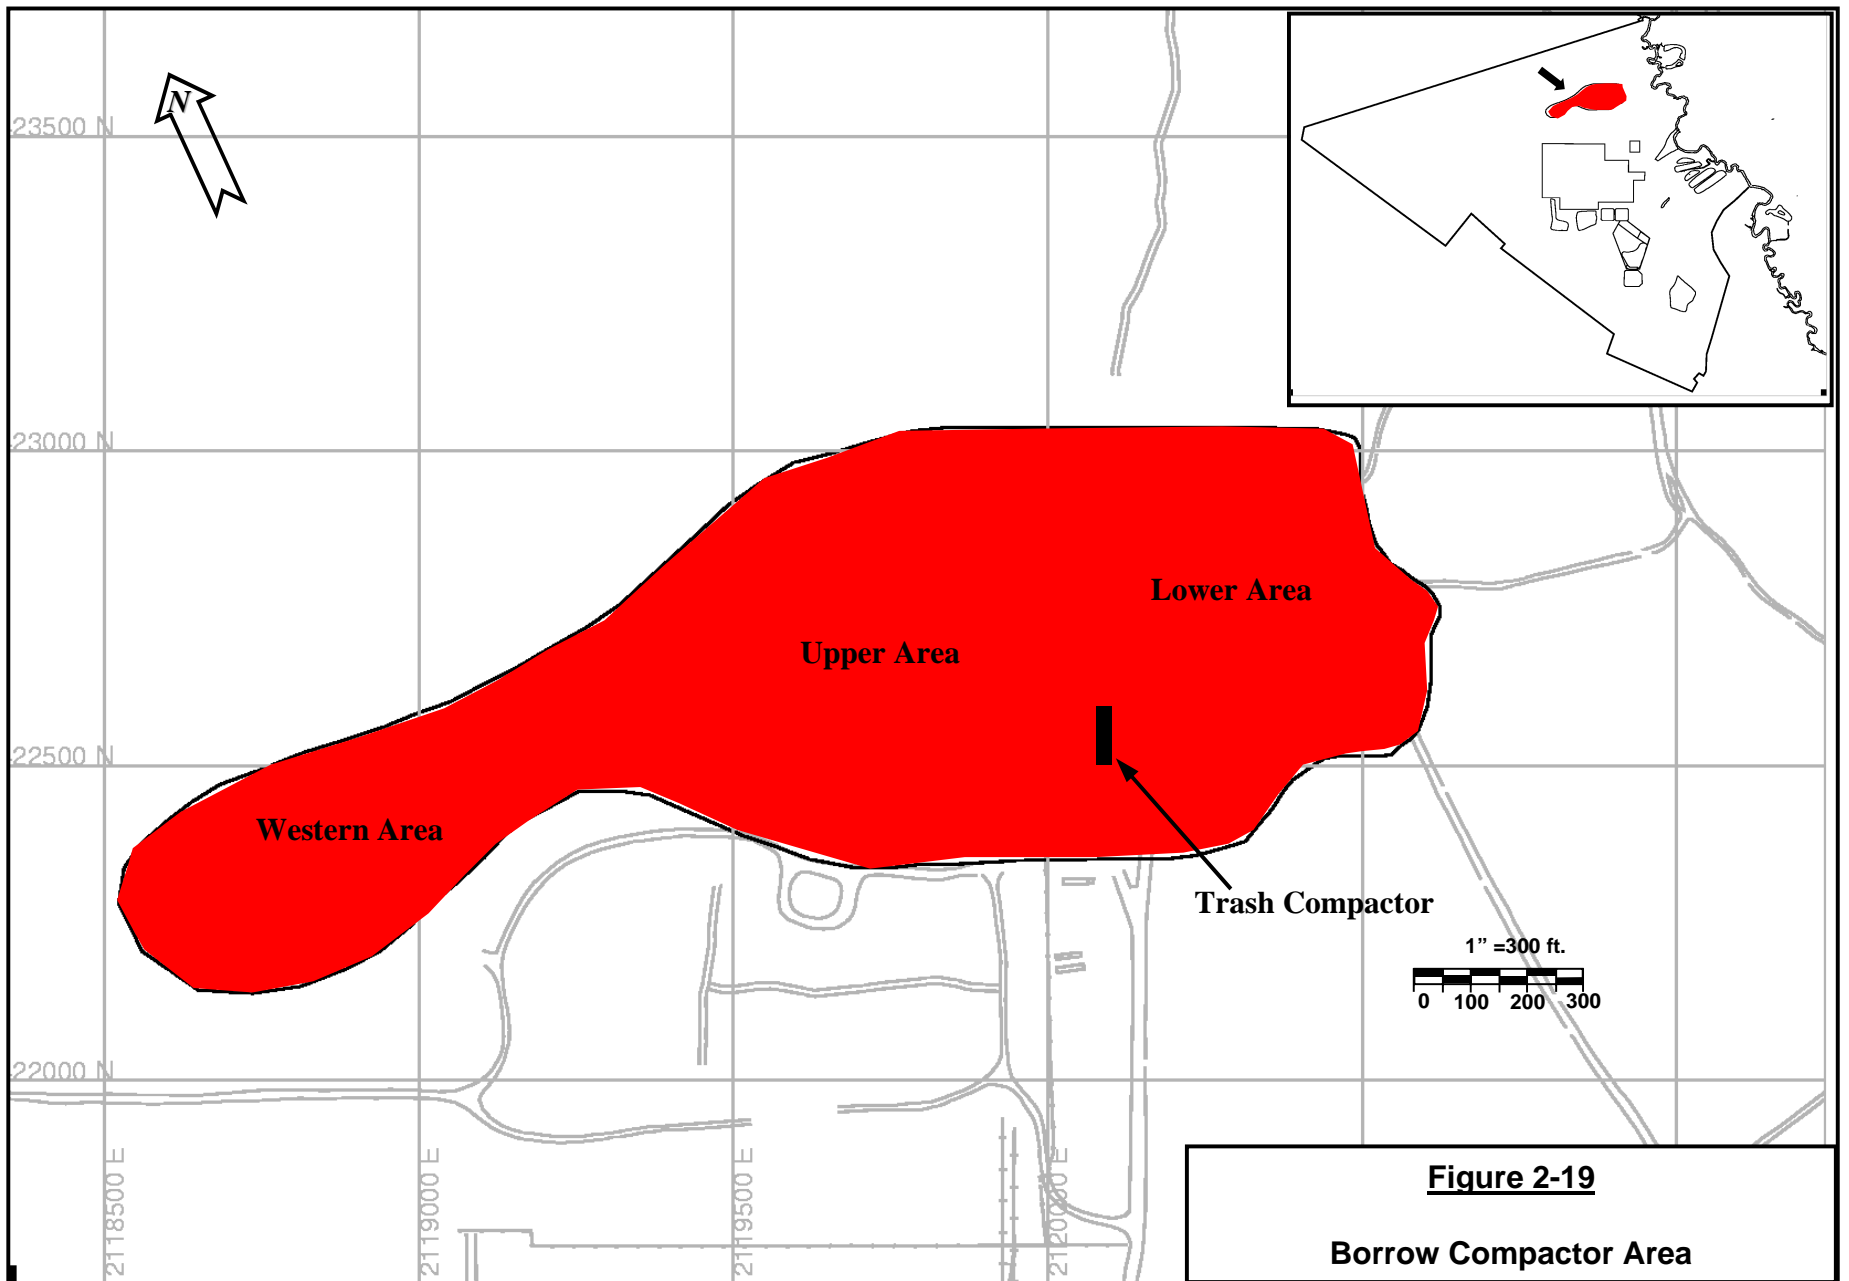 N
23500 N
23000 N
Lower Area
Upper Area
22500 N
Western Area
Trash Compactor
1” =300 ft.
0 100 200 300
22000 N
2118500 E
2119000 E
2119500 E
212000 E
Figure 2-19
Borrow Compactor Area